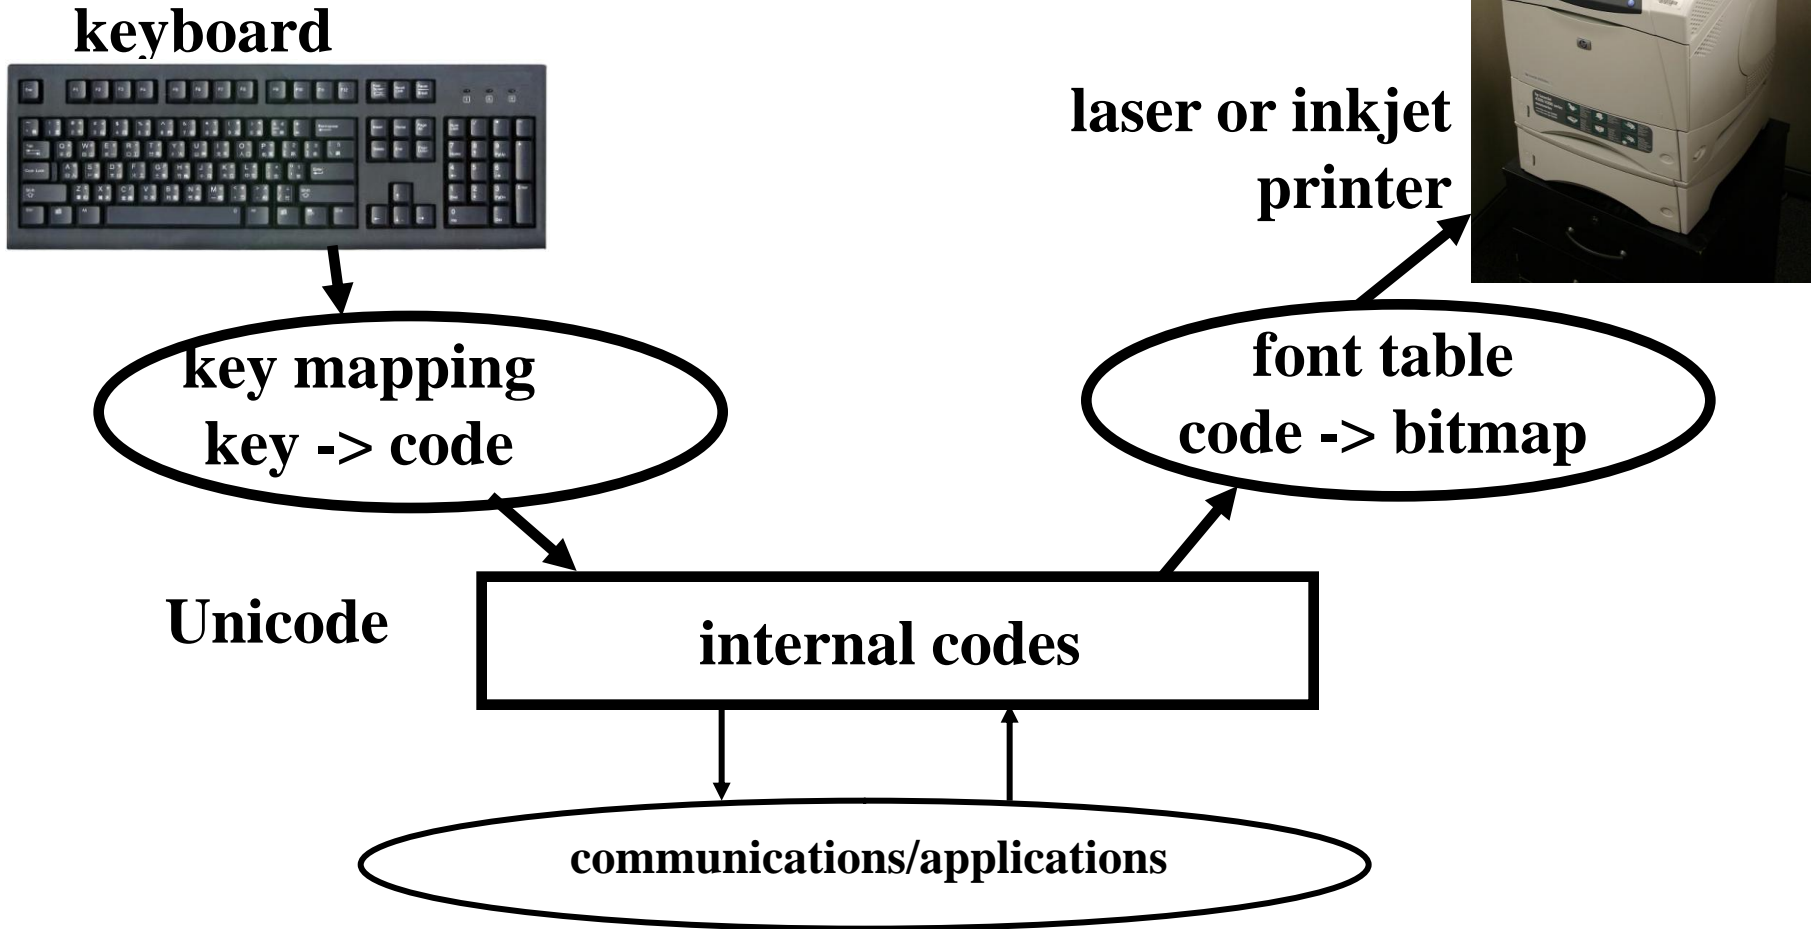 keyboard
laser or inkjet
printer
key mapping
key -> code
font table
code -> bitmap
Unicode
internal codes
communications/applications